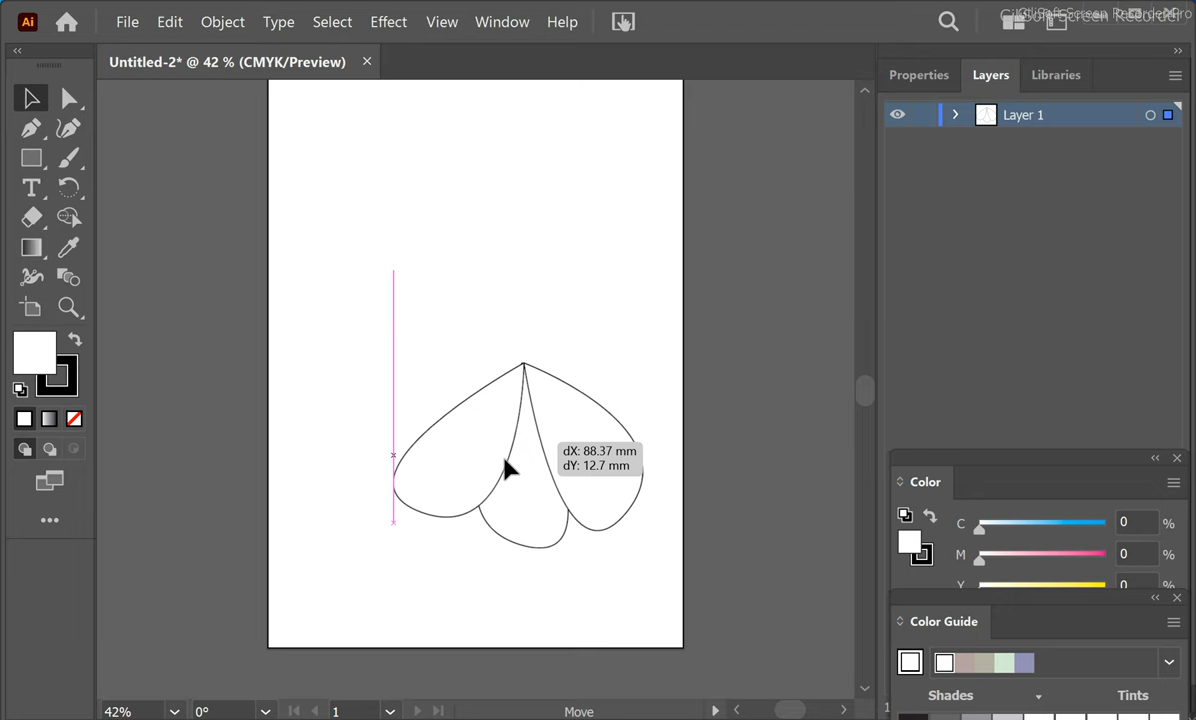 Ai File Edit Object Type Select Effect View Window Help
Untitled-2* @ 42 % (CMYK/Preview) ×
Properties Layers Libraries
Layer 1
T
dX: 88.37 mm
dY: 12.7 mm
Color
C 0 %
M 0 %
Y 0 %
Color Guide
Shades Tints
42% 0° 1 Move